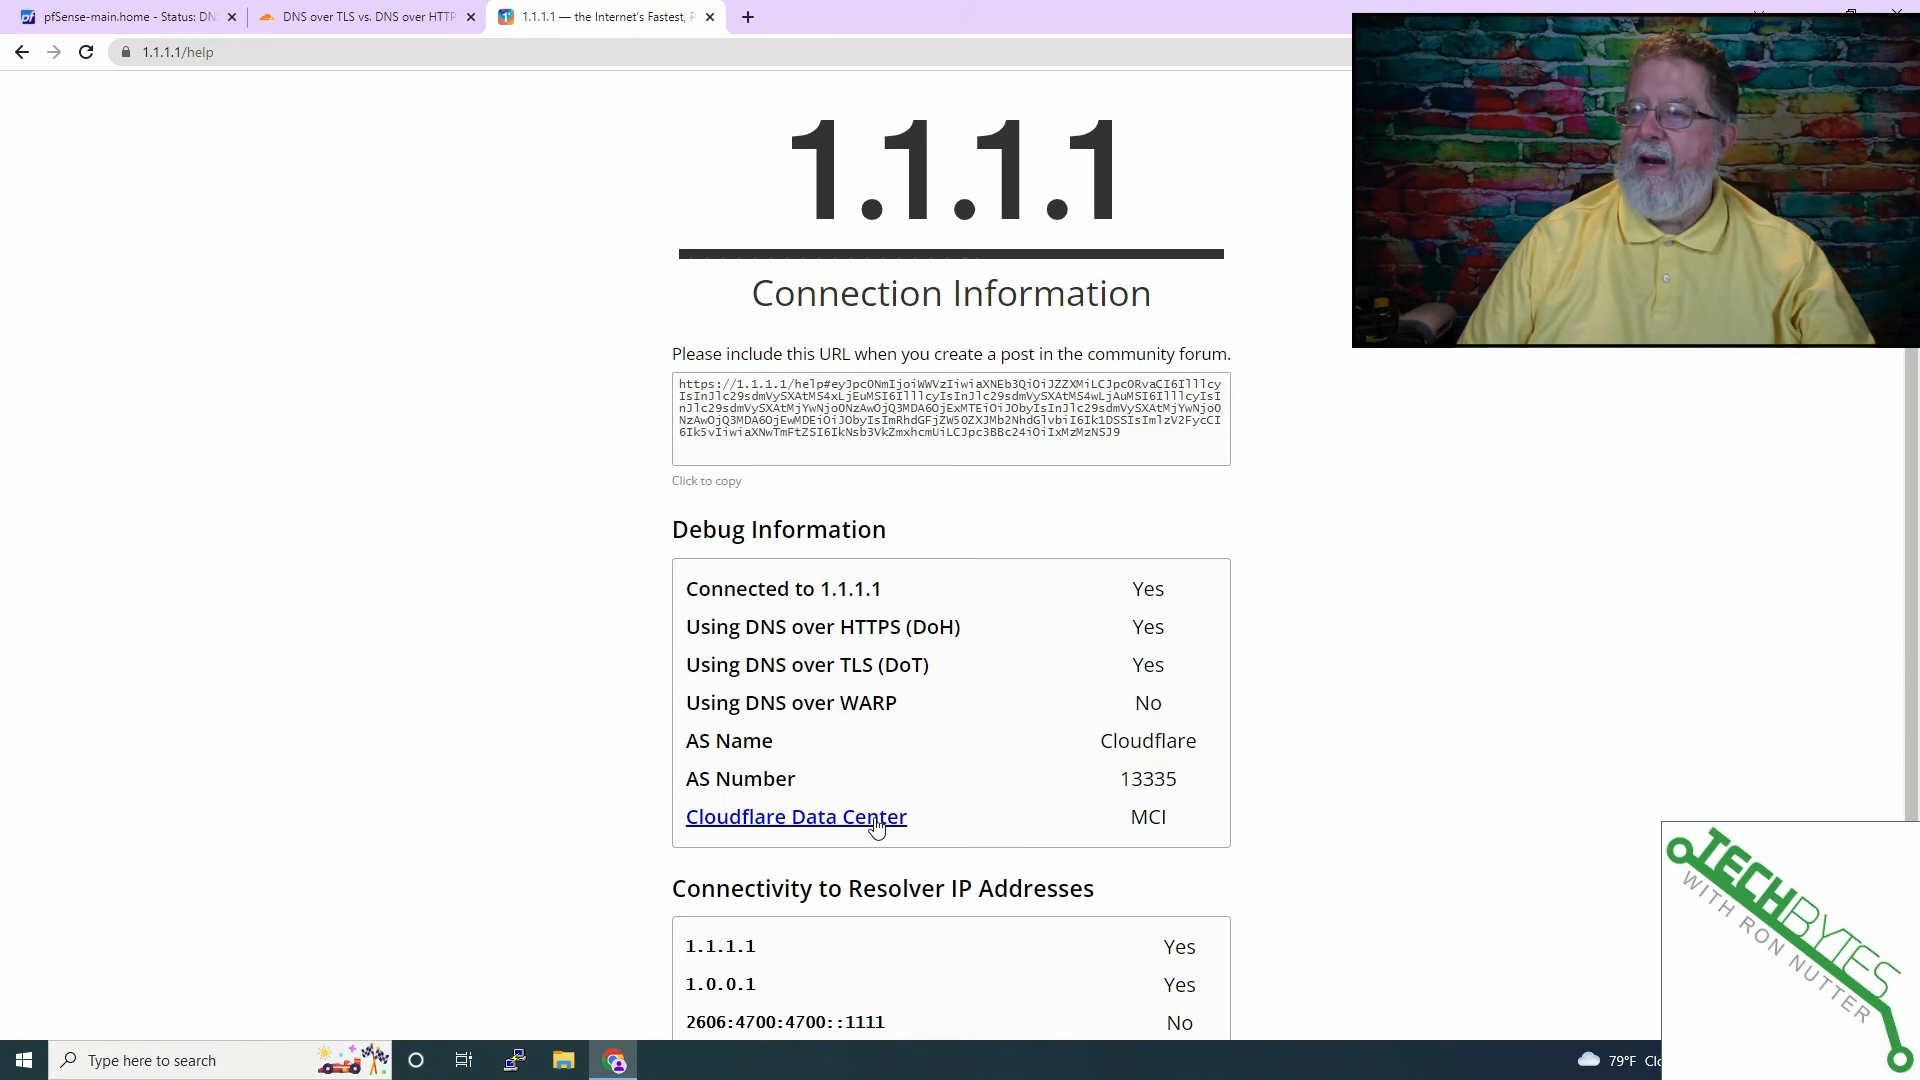 pfSense-main.home - Status: DN
DNS over TLS vs. DNS over HTTP
1.1.1.1 — the Internet's Fastest, P
1.1.1.1/help
1.1.1.1
Connection Information
Please include this URL when you create a post in the community forum.
Click to copy
Debug Information
Connected to 1.1.1.1 Yes
Using DNS over HTTPS (DoH) Yes
Using DNS over TLS (DoT) Yes
Using DNS over WARP No
AS Name Cloudflare
AS Number 13335
Cloudflare Data Center MCI
Connectivity to Resolver IP Addresses
1.1.1.1 Yes
1.0.0.1 Yes
2606:4700:4700::1111 No
TECHBYTES
WITH RON NUTTER
Type here to search
79°F Clo